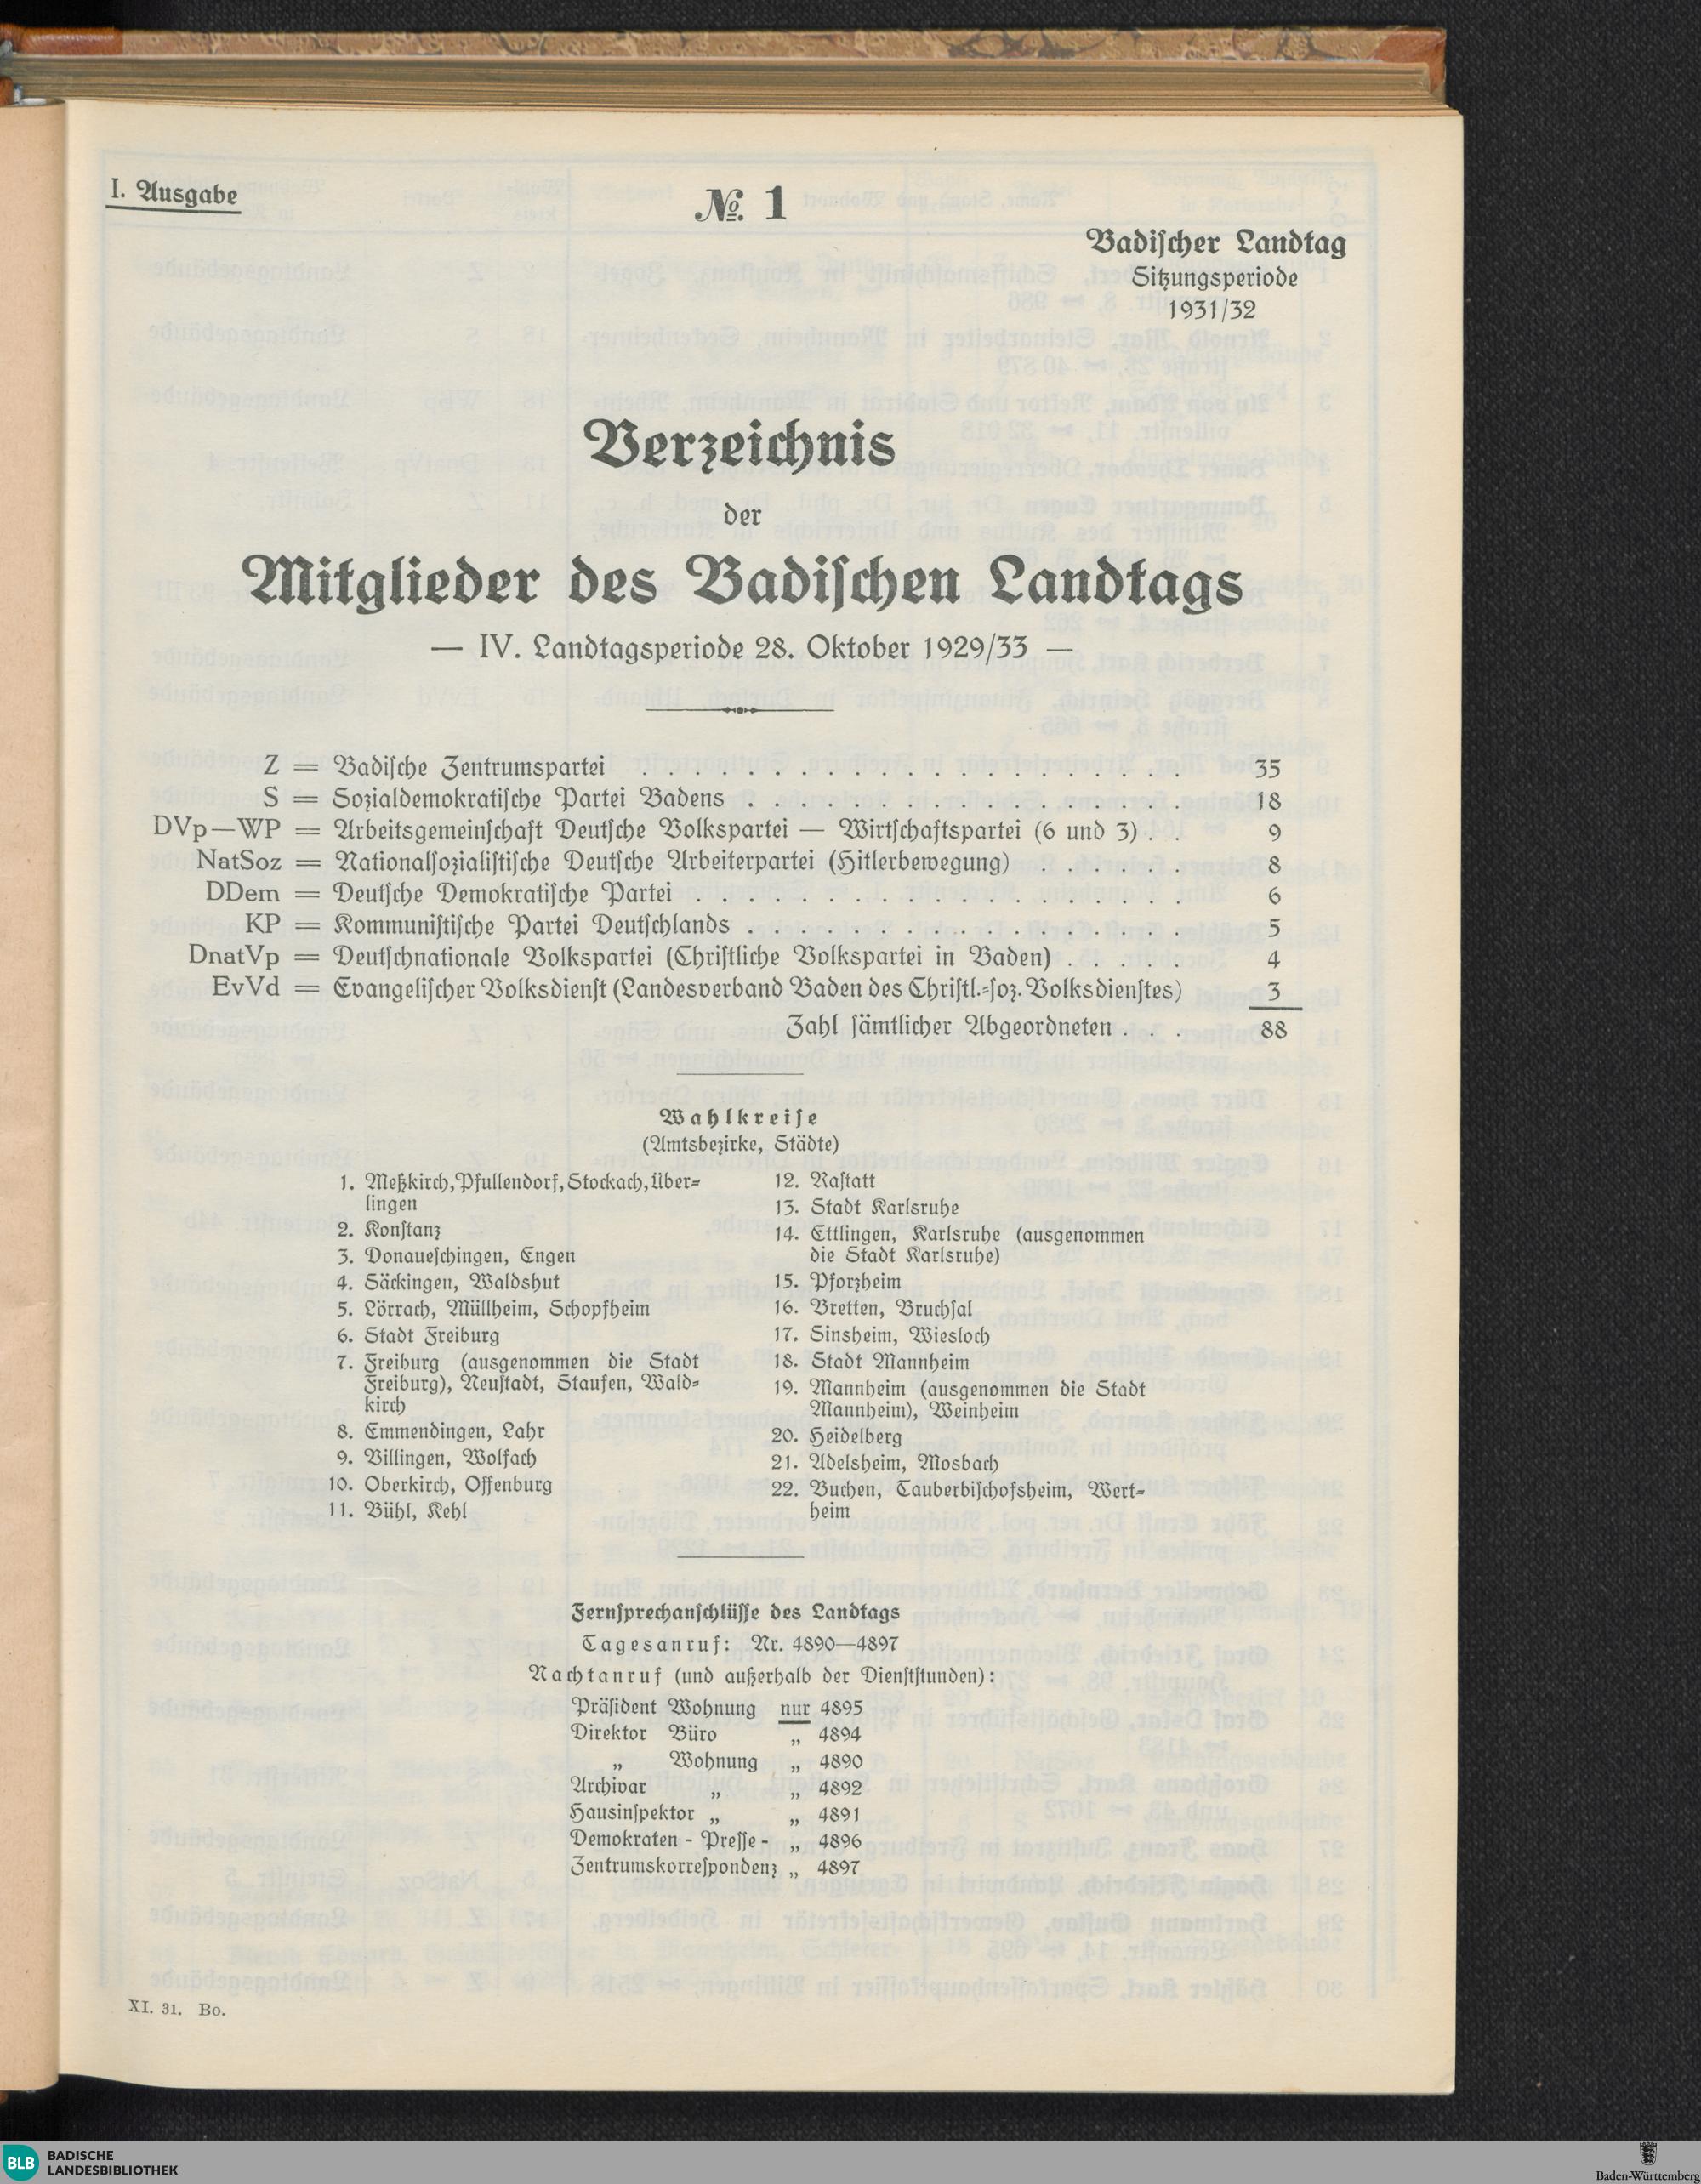 I. Ausgabe
№ 1
Badischer Landtag
Sitzungsperiode
1931/32
Verzeichnis
der
Mitglieder des Badischen Landtags
— IV. Landtagsperiode 28. Oktober 1929/33 —
Z = Badische Zentrumspartei . . . . . . . . . . . . . . . . . . . . . 35
S = Sozialdemokratische Partei Badens . . . . . . . . . . . . . . . . . 18
DVp—WP = Arbeitsgemeinschaft Deutsche Volkspartei — Wirtschaftspartei (6 und 3) . . 9
NatSoz = Nationalsozialistische Deutsche Arbeiterpartei (Hitlerbewegung) . . . . . . 8
DDem = Deutsche Demokratische Partei . . . . . . . . . . . . . . . . . . . 6
KP = Kommunistische Partei Deutschlands . . . . . . . . . . . . . . . . . 5
DnatVp = Deutschnationale Volkspartei (Christliche Volkspartei in Baden) . . . . . 4
EvVd = Evangelischer Volksdienst (Landesverband Baden des Christl.-soz. Volksdienstes) 3
Zahl sämtlicher Abgeordneten . . . 88
Wahlkreise
(Amtsbezirke, Städte)
1. Meßkirch, Pfullendorf, Stockach, Über-
lingen
2. Konstanz
3. Donaueschingen, Engen
4. Säckingen, Waldshut
5. Lörrach, Müllheim, Schopfheim
6. Stadt Freiburg
7. Freiburg (ausgenommen die Stadt
Freiburg), Neustadt, Staufen, Wald-
kirch
8. Emmendingen, Lahr
9. Villingen, Wolfach
10. Oberkirch, Offenburg
11. Bühl, Kehl
12. Rastatt
13. Stadt Karlsruhe
14. Ettlingen, Karlsruhe (ausgenommen
die Stadt Karlsruhe)
15. Pforzheim
16. Bretten, Bruchsal
17. Sinsheim, Wiesloch
18. Stadt Mannheim
19. Mannheim (ausgenommen die Stadt
Mannheim), Weinheim
20. Heidelberg
21. Adelsheim, Mosbach
22. Buchen, Tauberbischofsheim, Wert-
heim
Fernsprechanschlüsse des Landtags
Tagesanruf: Nr. 4890—4897
Nachtanruf (und außerhalb der Dienststunden):
Präsident Wohnung nur 4895
Direktor Büro „ 4894
„ Wohnung „ 4890
Archivar „ „ 4892
Hausinspektor „ „ 4891
Demokraten - Presse - „ 4896
Zentrumskorrespondenz „ 4897
XI. 31. Bo.
BLB BADISCHE
LANDESBIBLIOTHEK
Baden-Württemberg